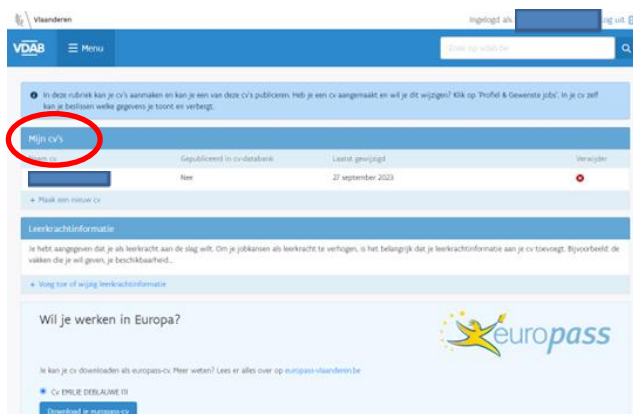 Vlaanderen
Ingelogd als
Log uit
VDAB
☰ Menu
Zoek op vdab.be
In deze rubriek kan je cv's aanmaken en kan je een van deze cv's publiceren. Heb je een cv aangemaakt en wil je dit wijzigen? Klik op 'Profiel & Gewenste jobs'. In je cv zelf
kan je beslissen welke gegevens je toont en verbergt.
Mijn cv's
Naam cv Gepubliceerd in cv-databank Laatst gewijzigd Verwijder
Nee 27 september 2023
+ Maak een nieuw cv
Leerkrachtinformatie
Je hebt aangegeven dat je als leerkracht aan de slag wilt. Om je jobkansen als leerkracht te verhogen, is het belangrijk dat je leerkrachtinformatie aan je cv toevoegt. Bijvoorbeeld: de
vakken die je wil geven, je beschikbaarheid...
+ Voeg toe of wijzig leerkrachtinformatie
Wil je werken in Europa?
europass
Je kan je cv downloaden als europass-cv. Meer weten? Lees er alles over op europass-vlaanderen.be
Cv EMILIE DEBLAUWE (1)
Download je europass-cv